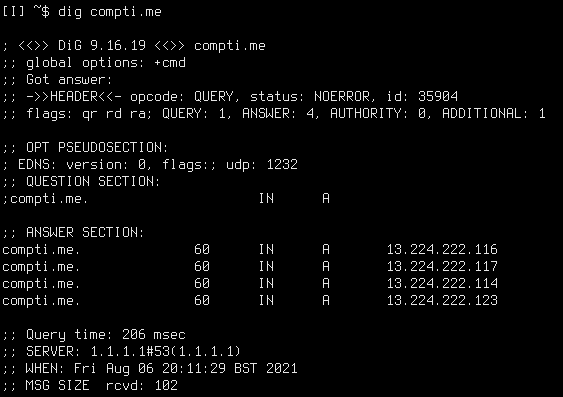 [I] ~$ dig compti.me
; <<>> DiG 9.16.19 <<>> compti.me
;; global options: +cmd
;; Got answer:
;; ->>HEADER<<- opcode: QUERY, status: NOERROR, id: 35904
;; flags: qr rd ra; QUERY: 1, ANSWER: 4, AUTHORITY: 0, ADDITIONAL: 1
;; OPT PSEUDOSECTION:
; EDNS: version: 0, flags:; udp: 1232
;; QUESTION SECTION:
;compti.me. IN A
;; ANSWER SECTION:
compti.me. 60 IN A 13.224.222.116
compti.me. 60 IN A 13.224.222.117
compti.me. 60 IN A 13.224.222.114
compti.me. 60 IN A 13.224.222.123
;; Query time: 206 msec
;; SERVER: 1.1.1.1#53(1.1.1.1)
;; WHEN: Fri Aug 06 20:11:29 BST 2021
;; MSG SIZE rcvd: 102